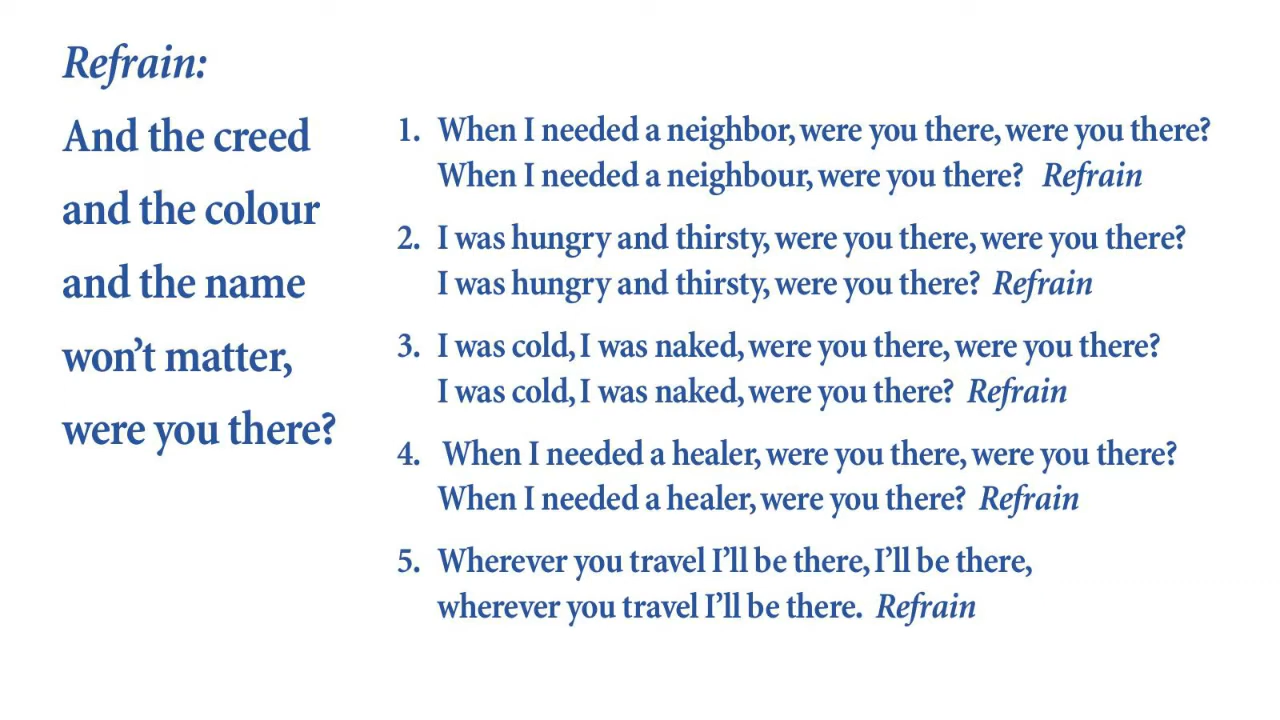 Refrain:
And the creed
and the colour
and the name
won't matter,
were you there?
1. When I needed a neighbor, were you there, were you there?
When I needed a neighbour, were you there? Refrain
2. I was hungry and thirsty, were you there, were you there?
I was hungry and thirsty, were you there? Refrain
3. I was cold, I was naked, were you there, were you there?
I was cold, I was naked, were you there? Refrain
4. When I needed a healer, were you there, were you there?
When I needed a healer, were you there? Refrain
5. Wherever you travel I'll be there, I'll be there,
wherever you travel I'll be there. Refrain